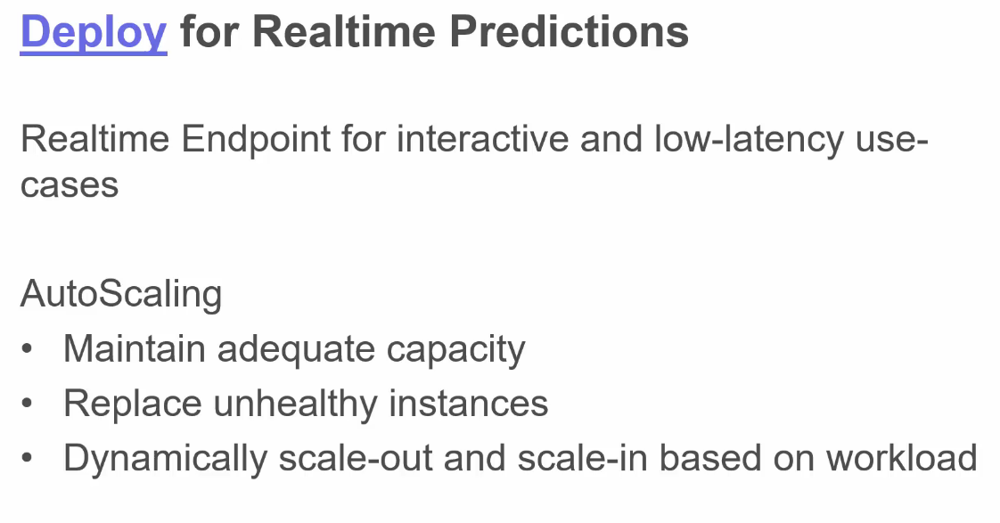 Deploy for Realtime Predictions
Realtime Endpoint for interactive and low-latency use-
cases
AutoScaling
• Maintain adequate capacity
• Replace unhealthy instances
• Dynamically scale-out and scale-in based on workload